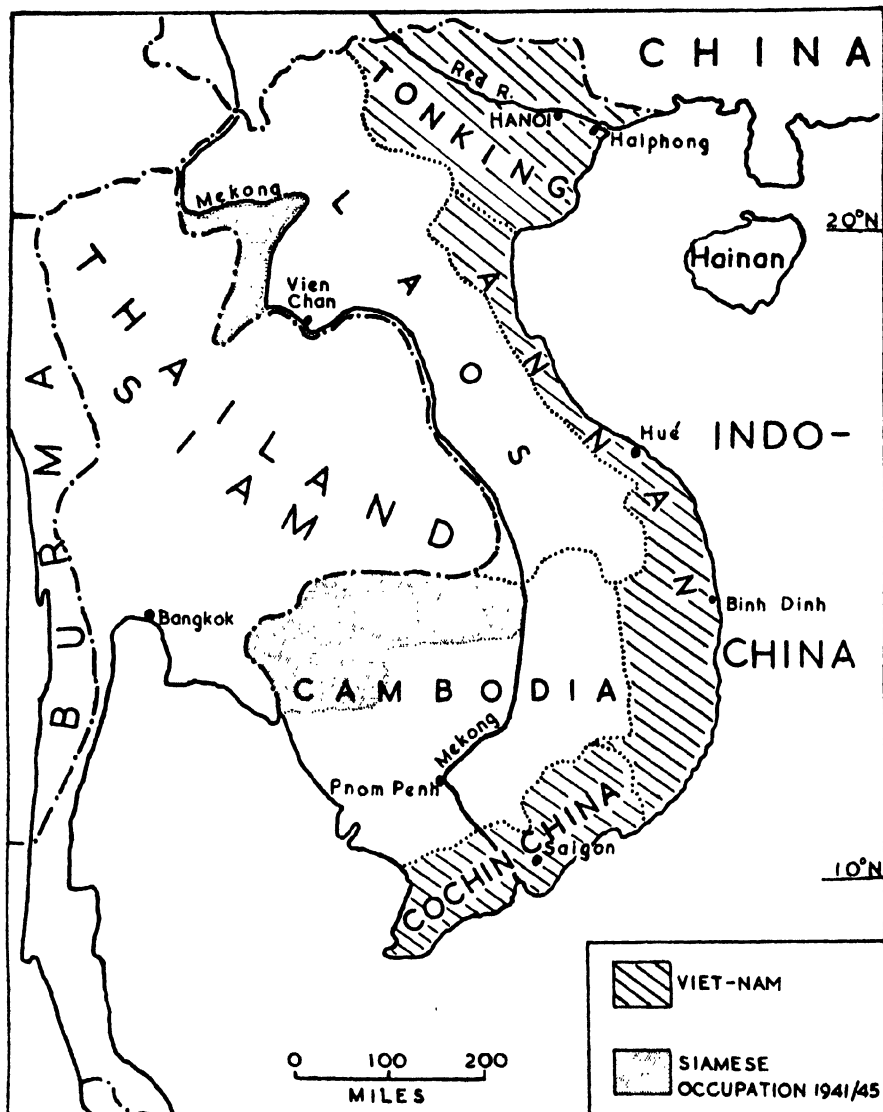 CHINA
TONKING
Red R.
HANOI
Haiphong
Mekong
20°N
Hainan
LAOS
Vien
Chan
THAILAND
SIAM
BURMA
ANNAM
Hué
INDO-
CHINA
Bangkok
Binh Dinh
CAMBODIA
Mekong
Pnom Penh
COCHIN CHINA
Saigon
10°N
VIET-NAM
0 100 200
MILES
SIAMESE
OCCUPATION 1941/45